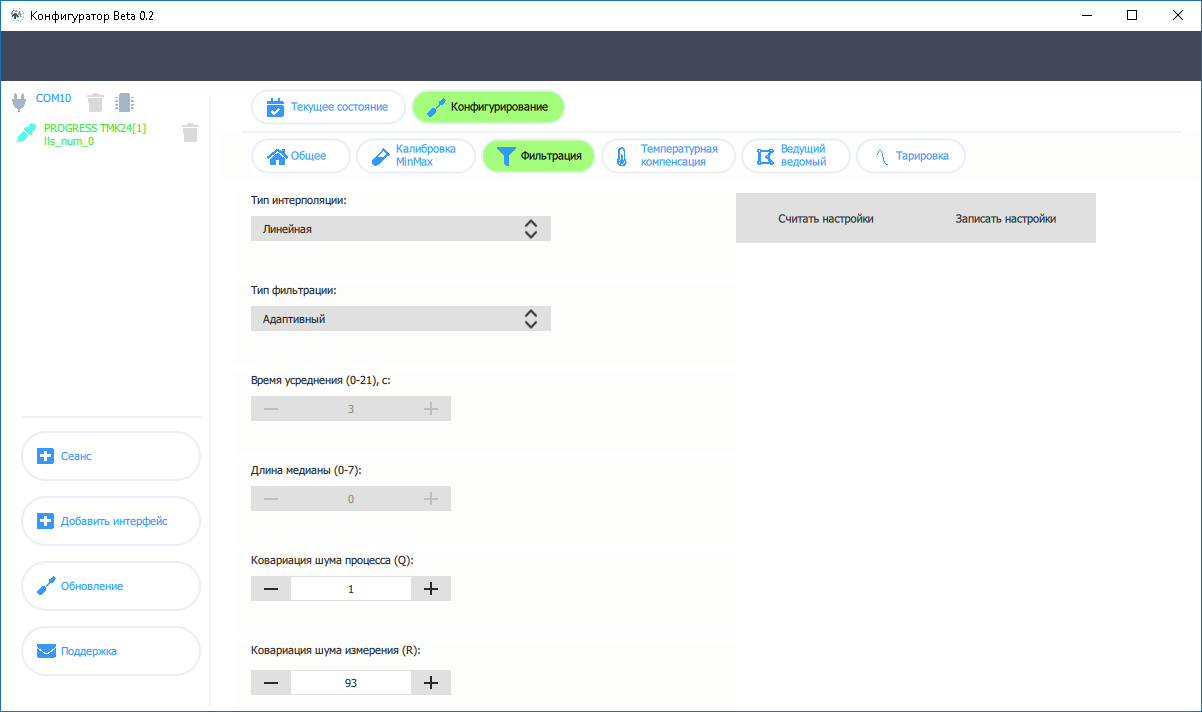 Конфигуратор Beta 0.2
COM10
PROGRESS TMK24[1]
lls_num_0
Сеанс
Добавить интерфейс
Обновление
Поддержка
Текущее состояние
Конфигурирование
Общее
Калибровка
MinMax
Фильтрация
Температурная
компенсация
Ведущий
ведомый
Тарировка
Тип интерполяции:
Линейная
Считать настройки
Записать настройки
Тип фильтрации:
Адаптивный
Время усреднения (0-21), с:
3
Длина медианы (0-7):
0
Ковариация шума процесса (Q):
1
Ковариация шума измерения (R):
93